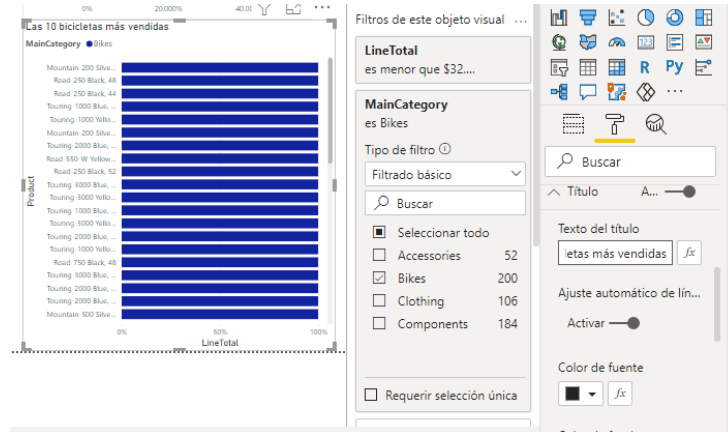 0% 20.000% 40.0(
Las 10 bicicletas más vendidas
MainCategory Bikes
Mountain-200 Silve...
Road-250 Black, 48
Road-250 Black, 44
Touring-1000 Blue, ...
Touring-1000 Yello...
Mountain-200 Silve...
Touring-2000 Blue, ...
Road-550-W Yellow...
Road-250 Black, 52
Touring-3000 Blue, ...
Touring-3000 Yello...
Touring-1000 Blue, ...
Touring-3000 Yello...
Touring-2000 Blue, ...
Touring-1000 Yello...
Road-750 Black, 48
Touring-3000 Blue, ...
Touring-2000 Blue, ...
Touring-2000 Blue, ...
Mountain-500 Silve...
Product
0% 50% 100%
LineTotal
Filtros de este objeto visual ...
LineTotal
es menor que $32....
MainCategory
es Bikes
Tipo de filtro
Filtrado básico
Buscar
Seleccionar todo
Accessories 52
Bikes 200
Clothing 106
Components 184
Requerir selección única
123
R Py
...
Buscar
Título A...
Texto del título
letas más vendidas fx
Ajuste automático de lín...
Activar
Color de fuente
fx